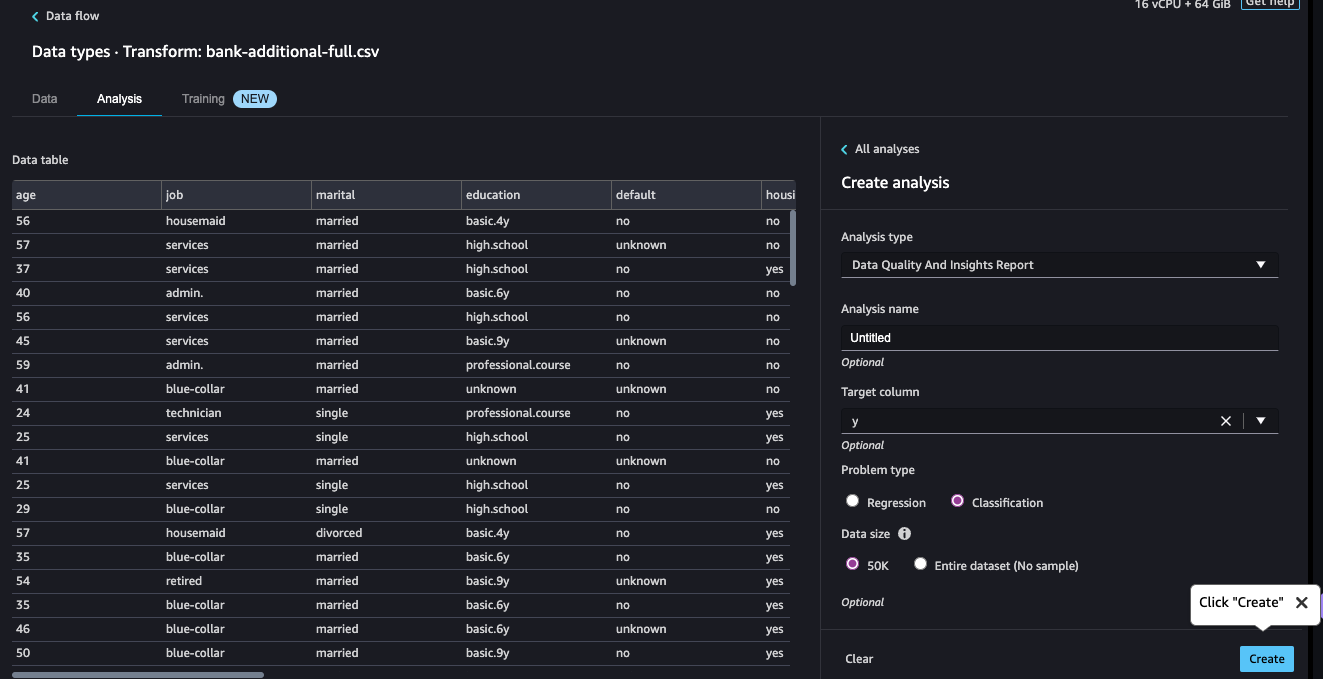 16 vCPU + 64 GiB Get help
Data flow
Data types · Transform: bank-additional-full.csv
Data Analysis Training NEW
Data table
age job marital education default housi
56 housemaid married basic.4y no no
57 services married high.school unknown no
37 services married high.school no yes
40 admin. married basic.6y no no
56 services married high.school no no
45 services married basic.9y unknown no
59 admin. married professional.course no no
41 blue-collar married unknown unknown no
24 technician single professional.course no yes
25 services single high.school no yes
41 blue-collar married unknown unknown no
25 services single high.school no yes
29 blue-collar single high.school no no
57 housemaid divorced basic.4y no yes
35 blue-collar married basic.6y no yes
54 retired married basic.9y unknown yes
35 blue-collar married basic.6y no yes
46 blue-collar married basic.6y unknown yes
50 blue-collar married basic.9y no yes
All analyses
Create analysis
Analysis type
Data Quality And Insights Report
Analysis name
Untitled
Optional
Target column
y
Optional
Problem type
Regression Classification
Data size
50K Entire dataset (No sample)
Optional
Click "Create"
Clear Create